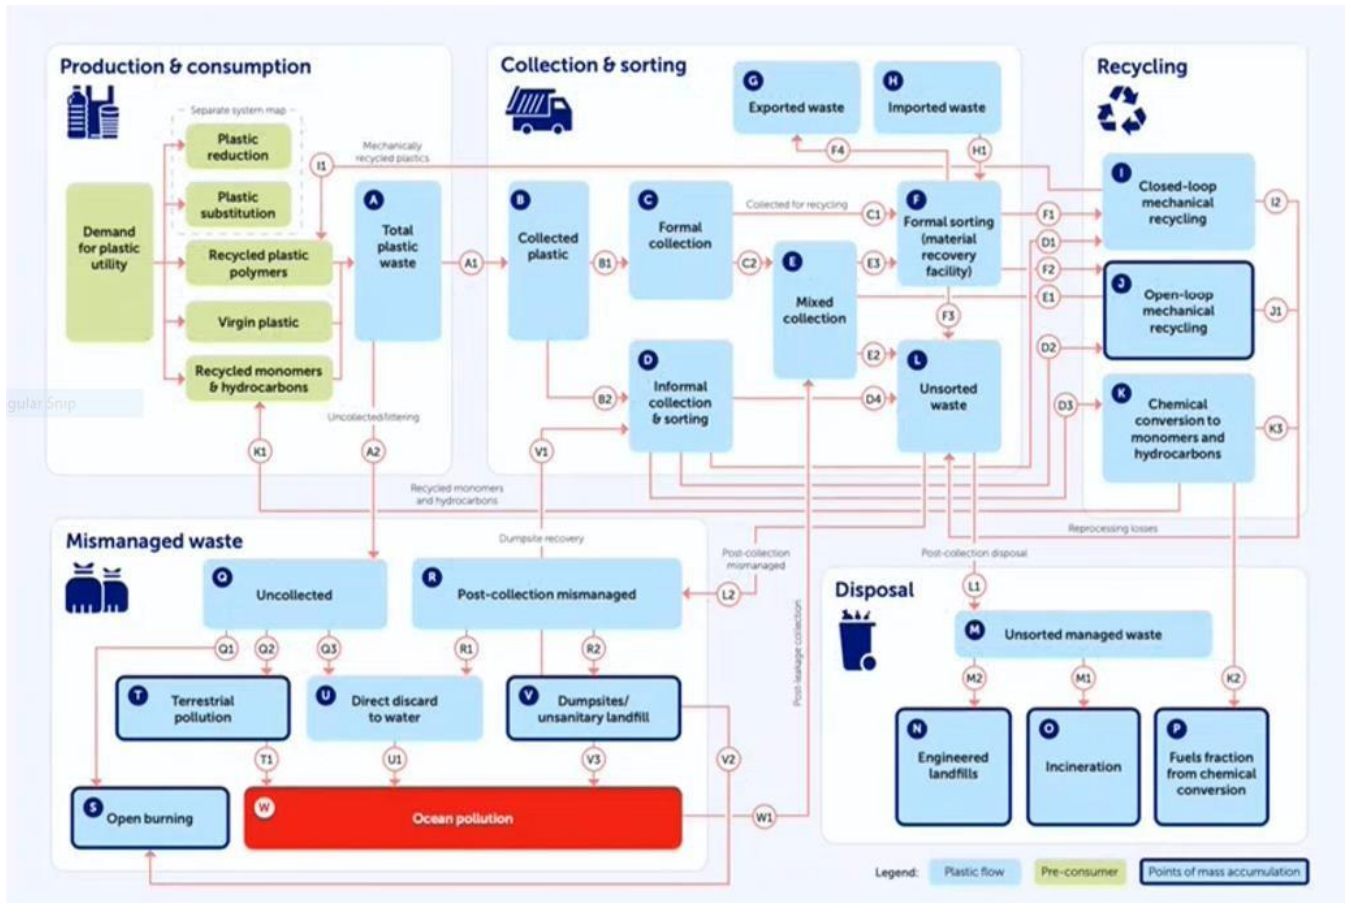 Production & consumption
Separate system map
Plastic
reduction
Plastic
substitution
Demand
for plastic
utility
Recycled plastic
polymers
Virgin plastic
Recycled monomers
& hydrocarbons
Mechanically
recycled plastics
I1
A
Total
plastic
waste
Uncollected/littering
K1
A2
A1
Collection & sorting
G
Exported waste
H
Imported waste
F4
H1
B
Collected
plastic
B1
B2
C
Formal
collection
Collected for recycling
C1
C2
E
Mixed
collection
E3
E2
E1
F
Formal sorting
(material
recovery
facility)
F1
D1
F2
F3
D
Informal
collection
& sorting
D4
L
Unsorted
waste
V1
D2
D3
Recycling
I
Closed-loop
mechanical
recycling
I2
J
Open-loop
mechanical
recycling
J1
K
Chemical
conversion to
monomers and
hydrocarbons
K3
Recycled monomers
and hydrocarbons
Reprocessing losses
gular Snip
Mismanaged waste
Dumpsite recovery
Post-collection
mismanaged
L2
Post-collection disposal
L1
Post-leakage collection
Q
Uncollected
R
Post-collection mismanaged
Q1
Q2
Q3
R1
R2
T
Terrestrial
pollution
U
Direct discard
to water
V
Dumpsites/
unsanitary landfill
T1
U1
V3
V2
S
Open burning
W
Ocean pollution
W1
Disposal
M
Unsorted managed waste
M2
M1
K2
N
Engineered
landfills
O
Incineration
P
Fuels fraction
from chemical
conversion
Legend:
Plastic flow
Pre-consumer
Points of mass accumulation